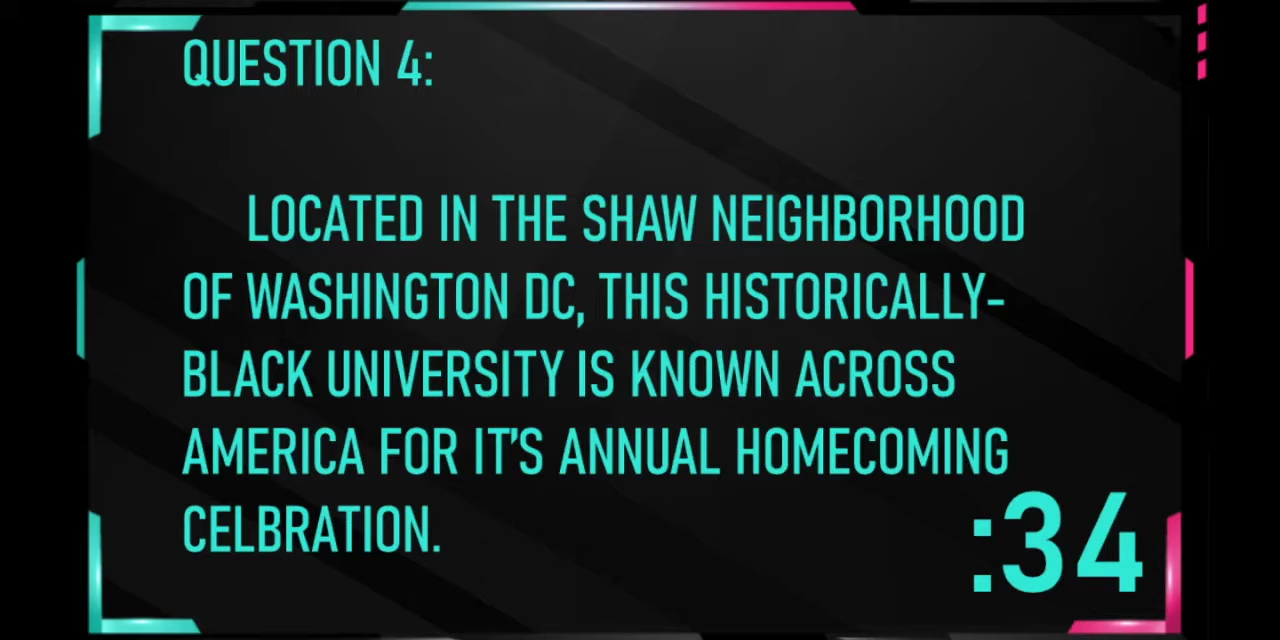 QUESTION 4:
LOCATED IN THE SHAW NEIGHBORHOOD
OF WASHINGTON DC, THIS HISTORICALLY-
BLACK UNIVERSITY IS KNOWN ACROSS
AMERICA FOR IT'S ANNUAL HOMECOMING
CELBRATION.
:34